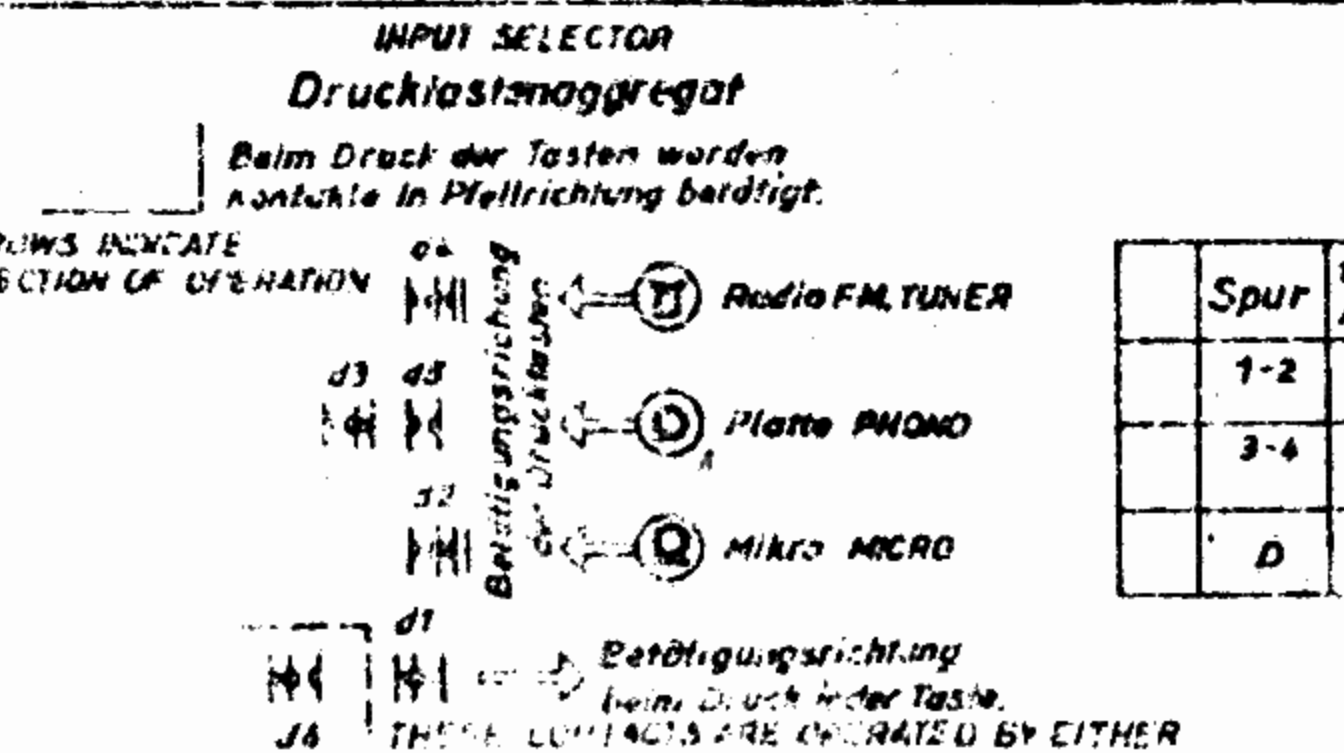 INPUT SELECTOR
Drucktastenaggregat
Beim Druck der Tasten werden
Kontakte in Pfeilrichtung betätigt.
INDICATE
OF OPERATION
d4
Radio FM, TUNER
d3 d5
Platte PHONO
d2
Mikro MICRO
Betätigungsrichtung
der Drucktasten
d1
Betätigungsrichtung
beim Druck jeder Taste.
d6
THESE CONTACTS ARE OPERATED BY EITHER
Spur
1-2
3-4
D